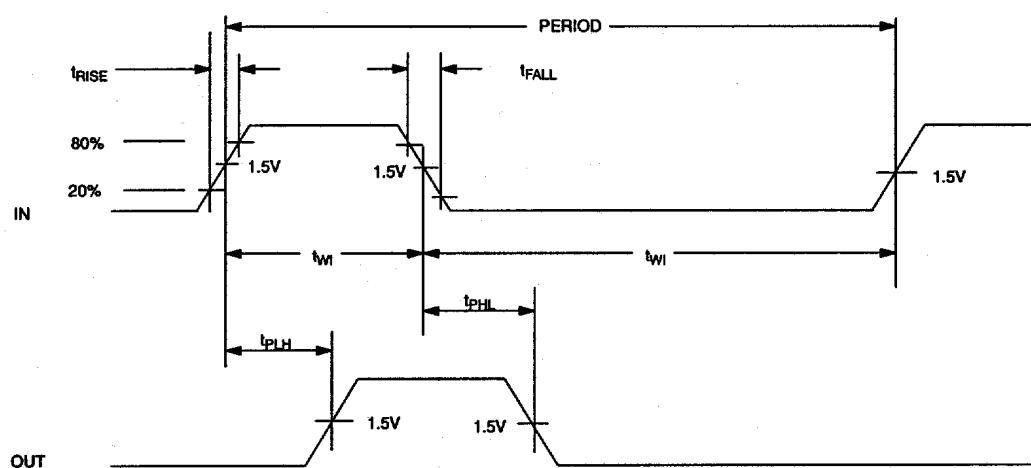 PERIOD
tRISE
tFALL
80%
1.5V
1.5V
1.5V
20%
IN
tWI
tWI
tPHL
tPLH
1.5V
1.5V
OUT